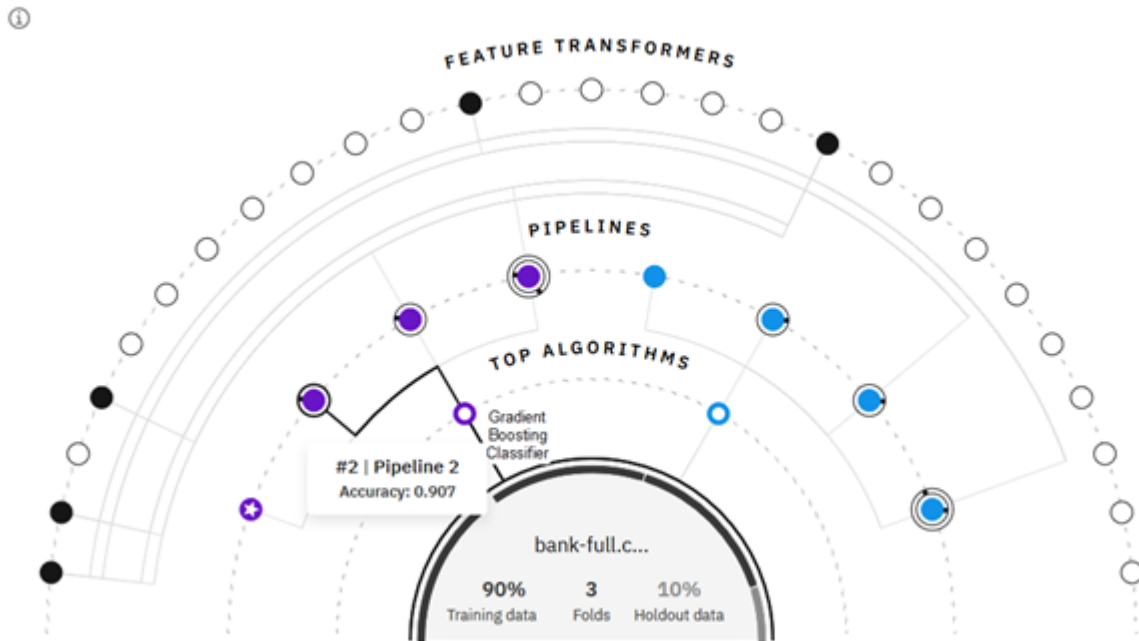 FEATURE TRANSFORMERS
PIPELINES
TOP ALGORITHMS
Gradient
Boosting
Classifier
#2 | Pipeline 2
Accuracy: 0.907
bank-full.c...
90% 3 10%
Training data Folds Holdout data